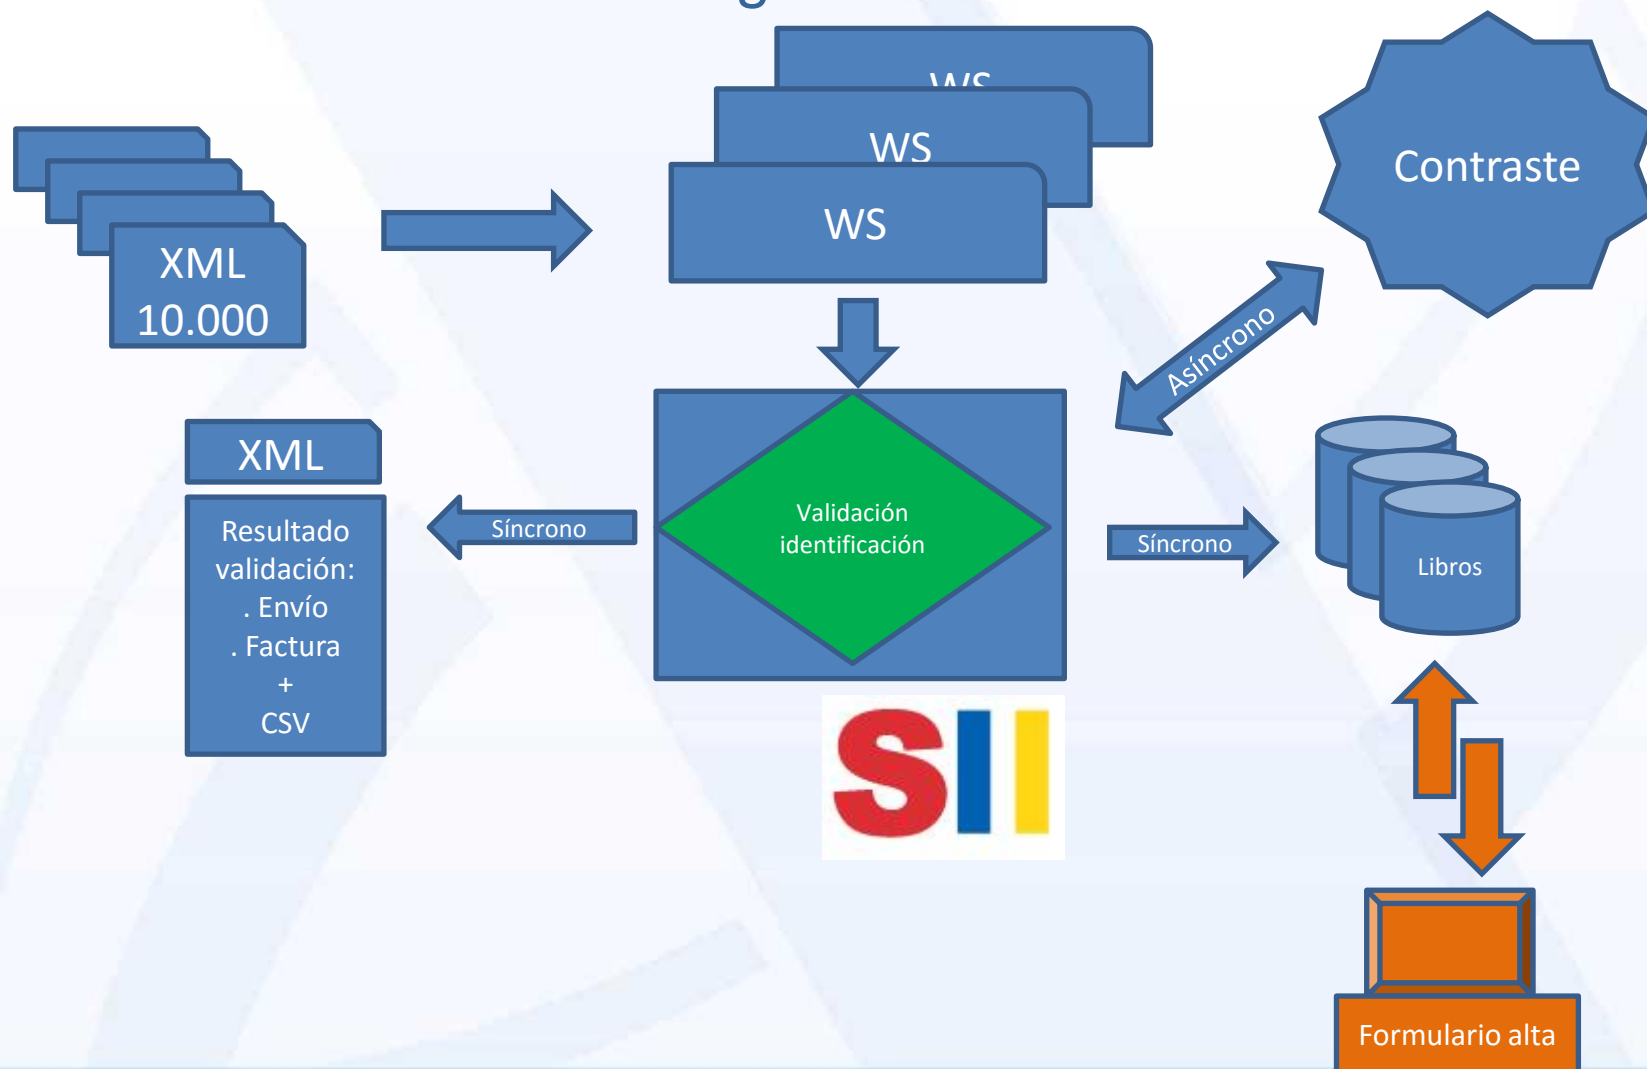 WS
WS
WS
XML
10.000
Contraste
Asíncrono
XML
Resultado
validación:
. Envío
. Factura
+
CSV
Síncrono
Validación
identificación
Síncrono
Libros
SII
Formulario alta